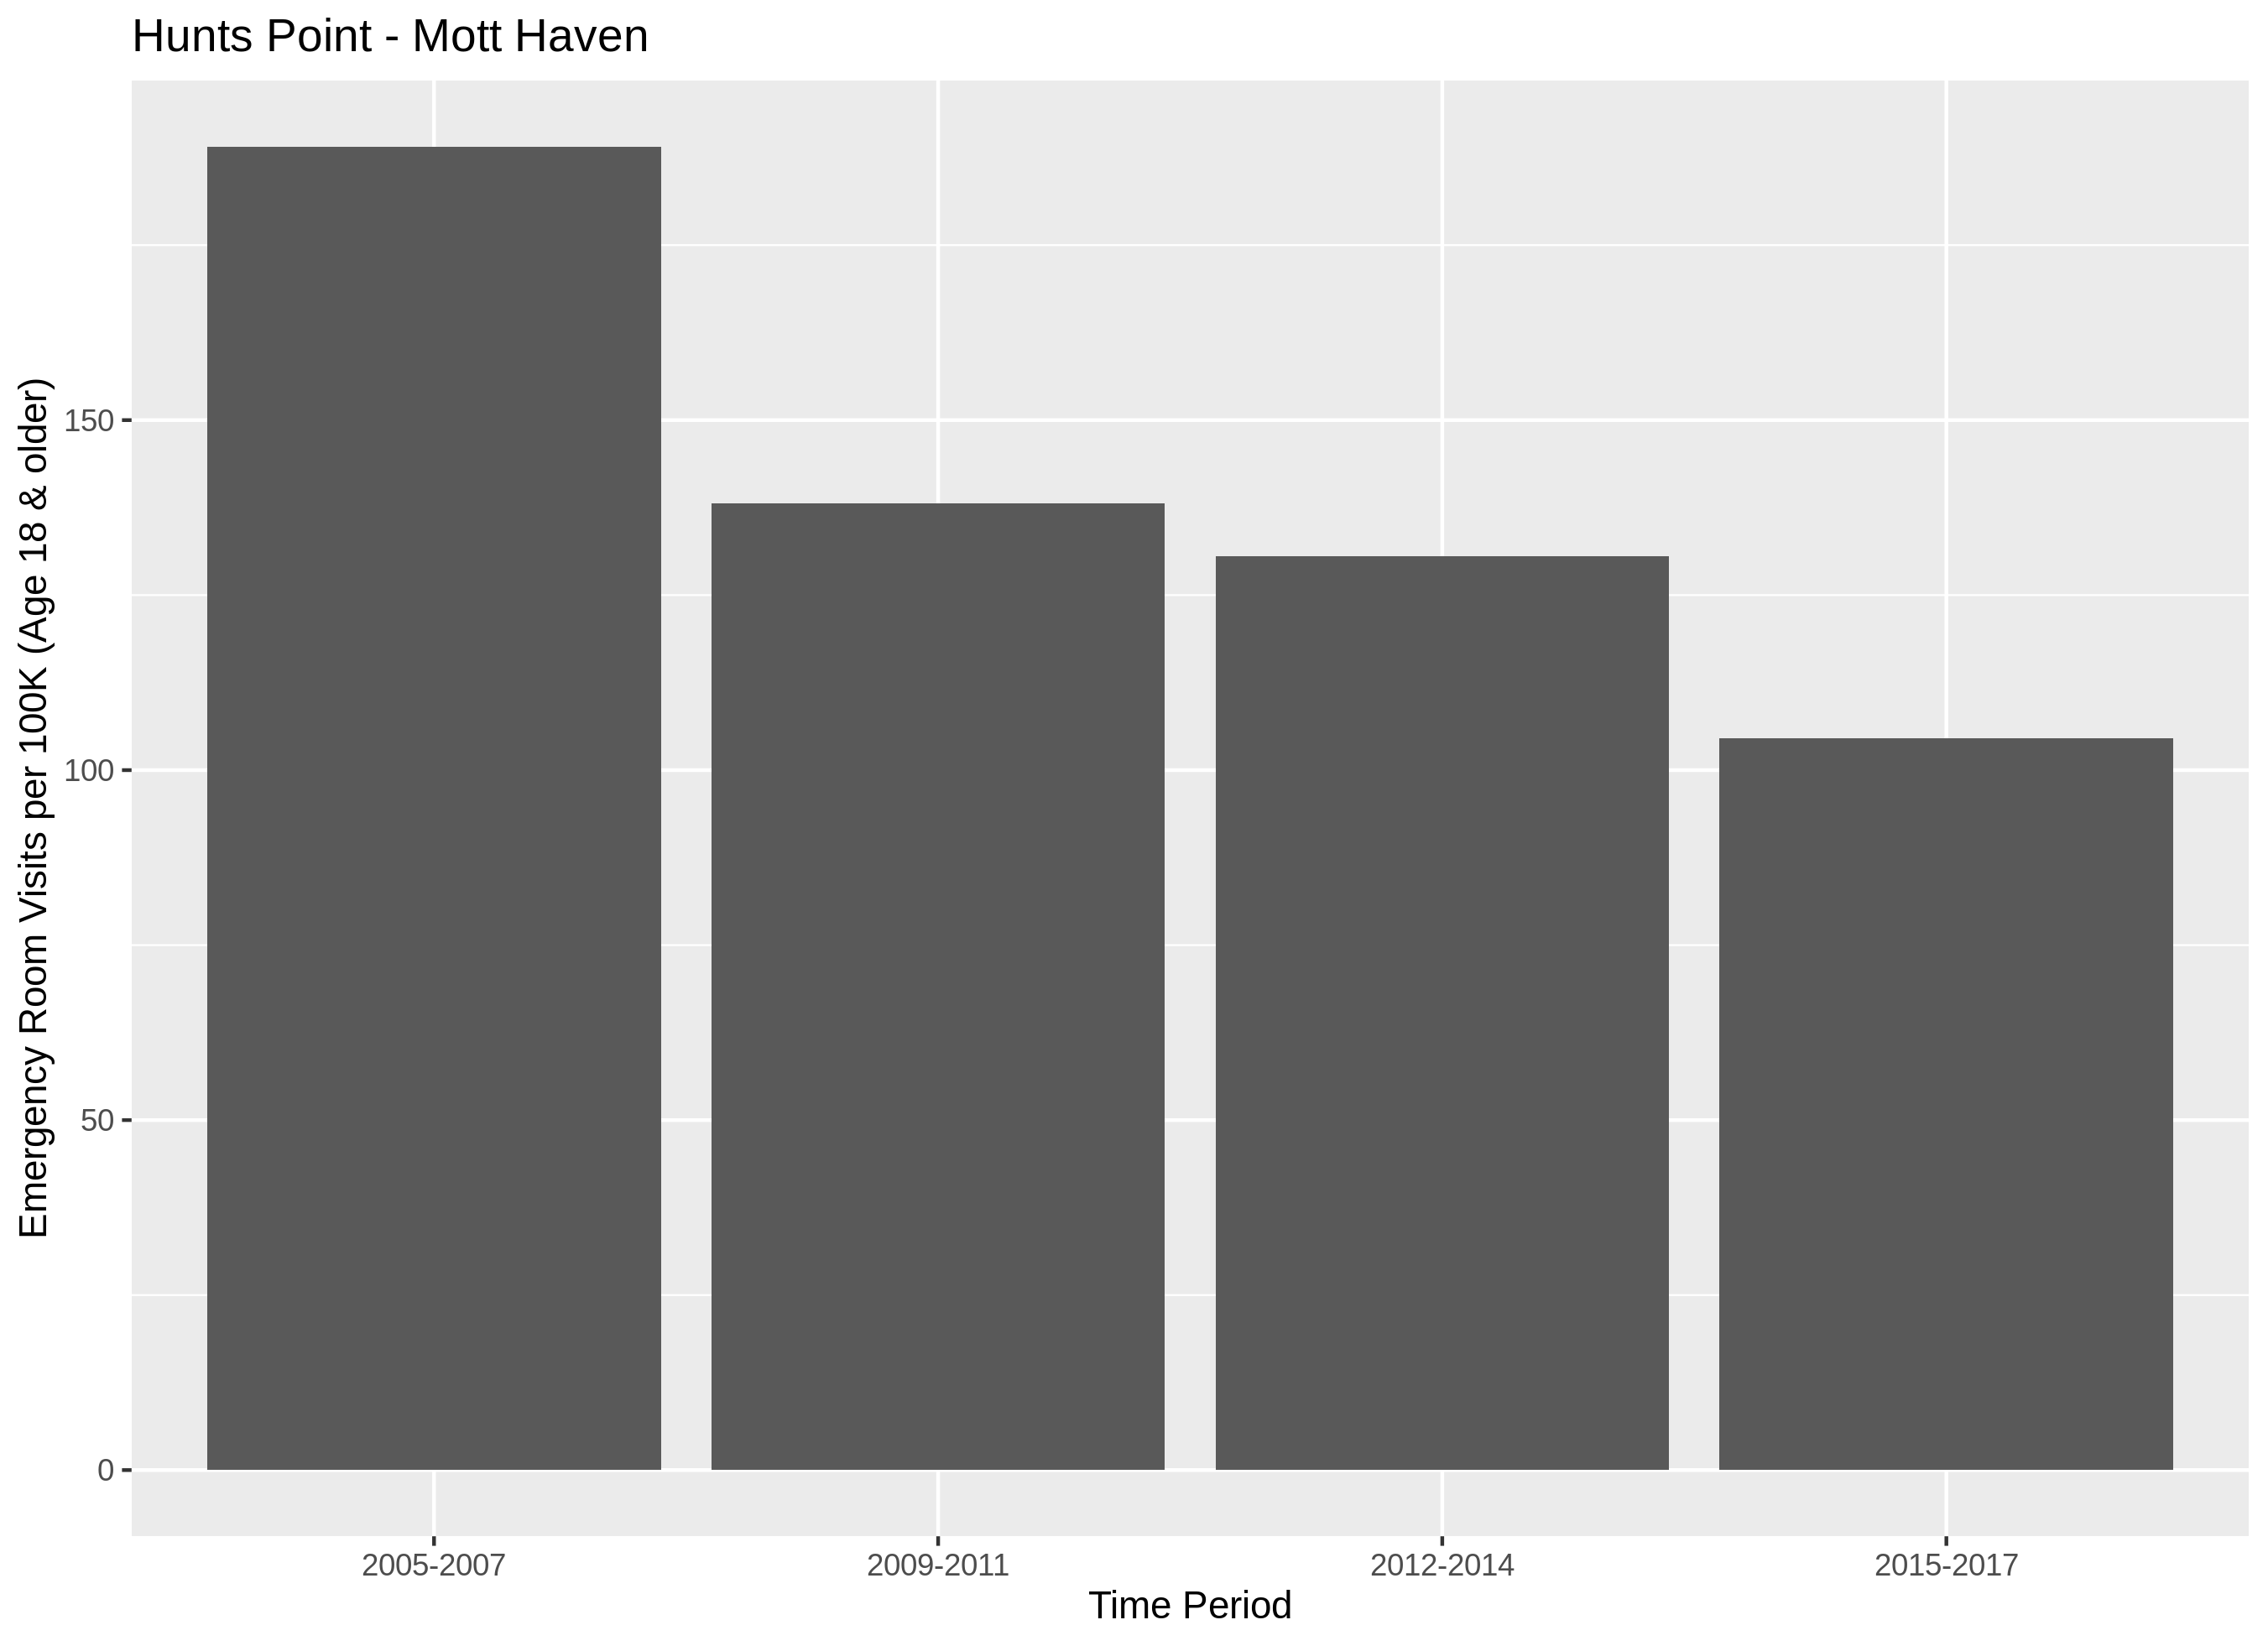 Hunts Point - Mott Haven
Emergency Room Visits per 100K (Age 18 & older)
150
100
50
0
2005-2007
2009-2011
2012-2014
2015-2017
Time Period